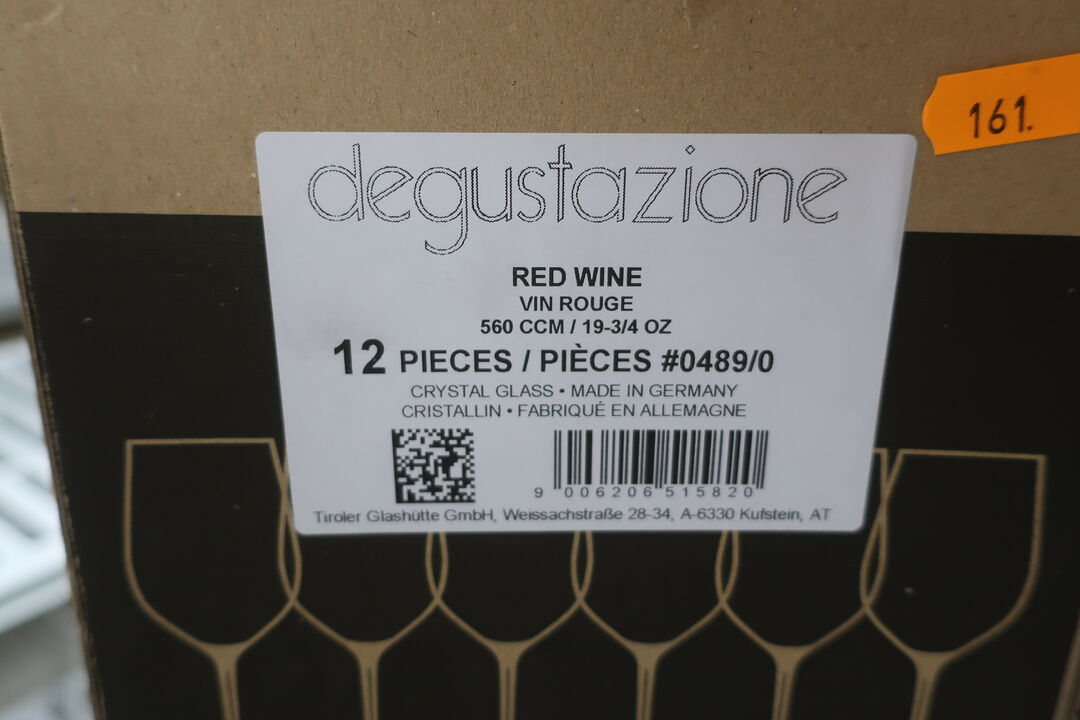 161.
degustazione
RED WINE
VIN ROUGE
560 CCM / 19-3/4 OZ
12 PIECES / PIÈCES #0489/0
CRYSTAL GLASS • MADE IN GERMANY
CRISTALLIN • FABRIQUÉ EN ALLEMAGNE
9 006206 515820
Tiroler Glashütte GmbH, Weissachstraße 28-34, A-6330 Kufstein, AT